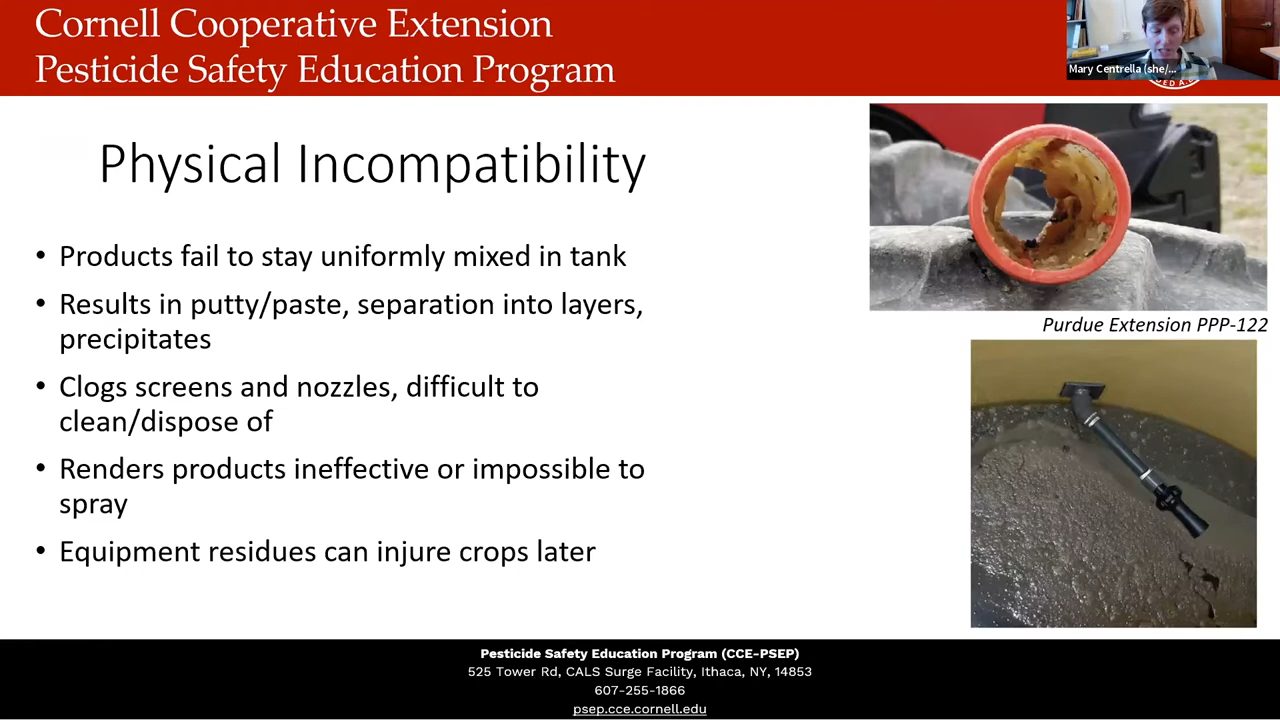 Cornell Cooperative Extension
Pesticide Safety Education Program
Mary Centrella (she/...
Physical Incompatibility
• Products fail to stay uniformly mixed in tank
• Results in putty/paste, separation into layers,
precipitates
• Clogs screens and nozzles, difficult to
clean/dispose of
• Renders products ineffective or impossible to
spray
• Equipment residues can injure crops later
Purdue Extension PPP-122
Pesticide Safety Education Program (CCE-PSEP)
525 Tower Rd, CALS Surge Facility, Ithaca, NY, 14853
607-255-1866
psep.cce.cornell.edu